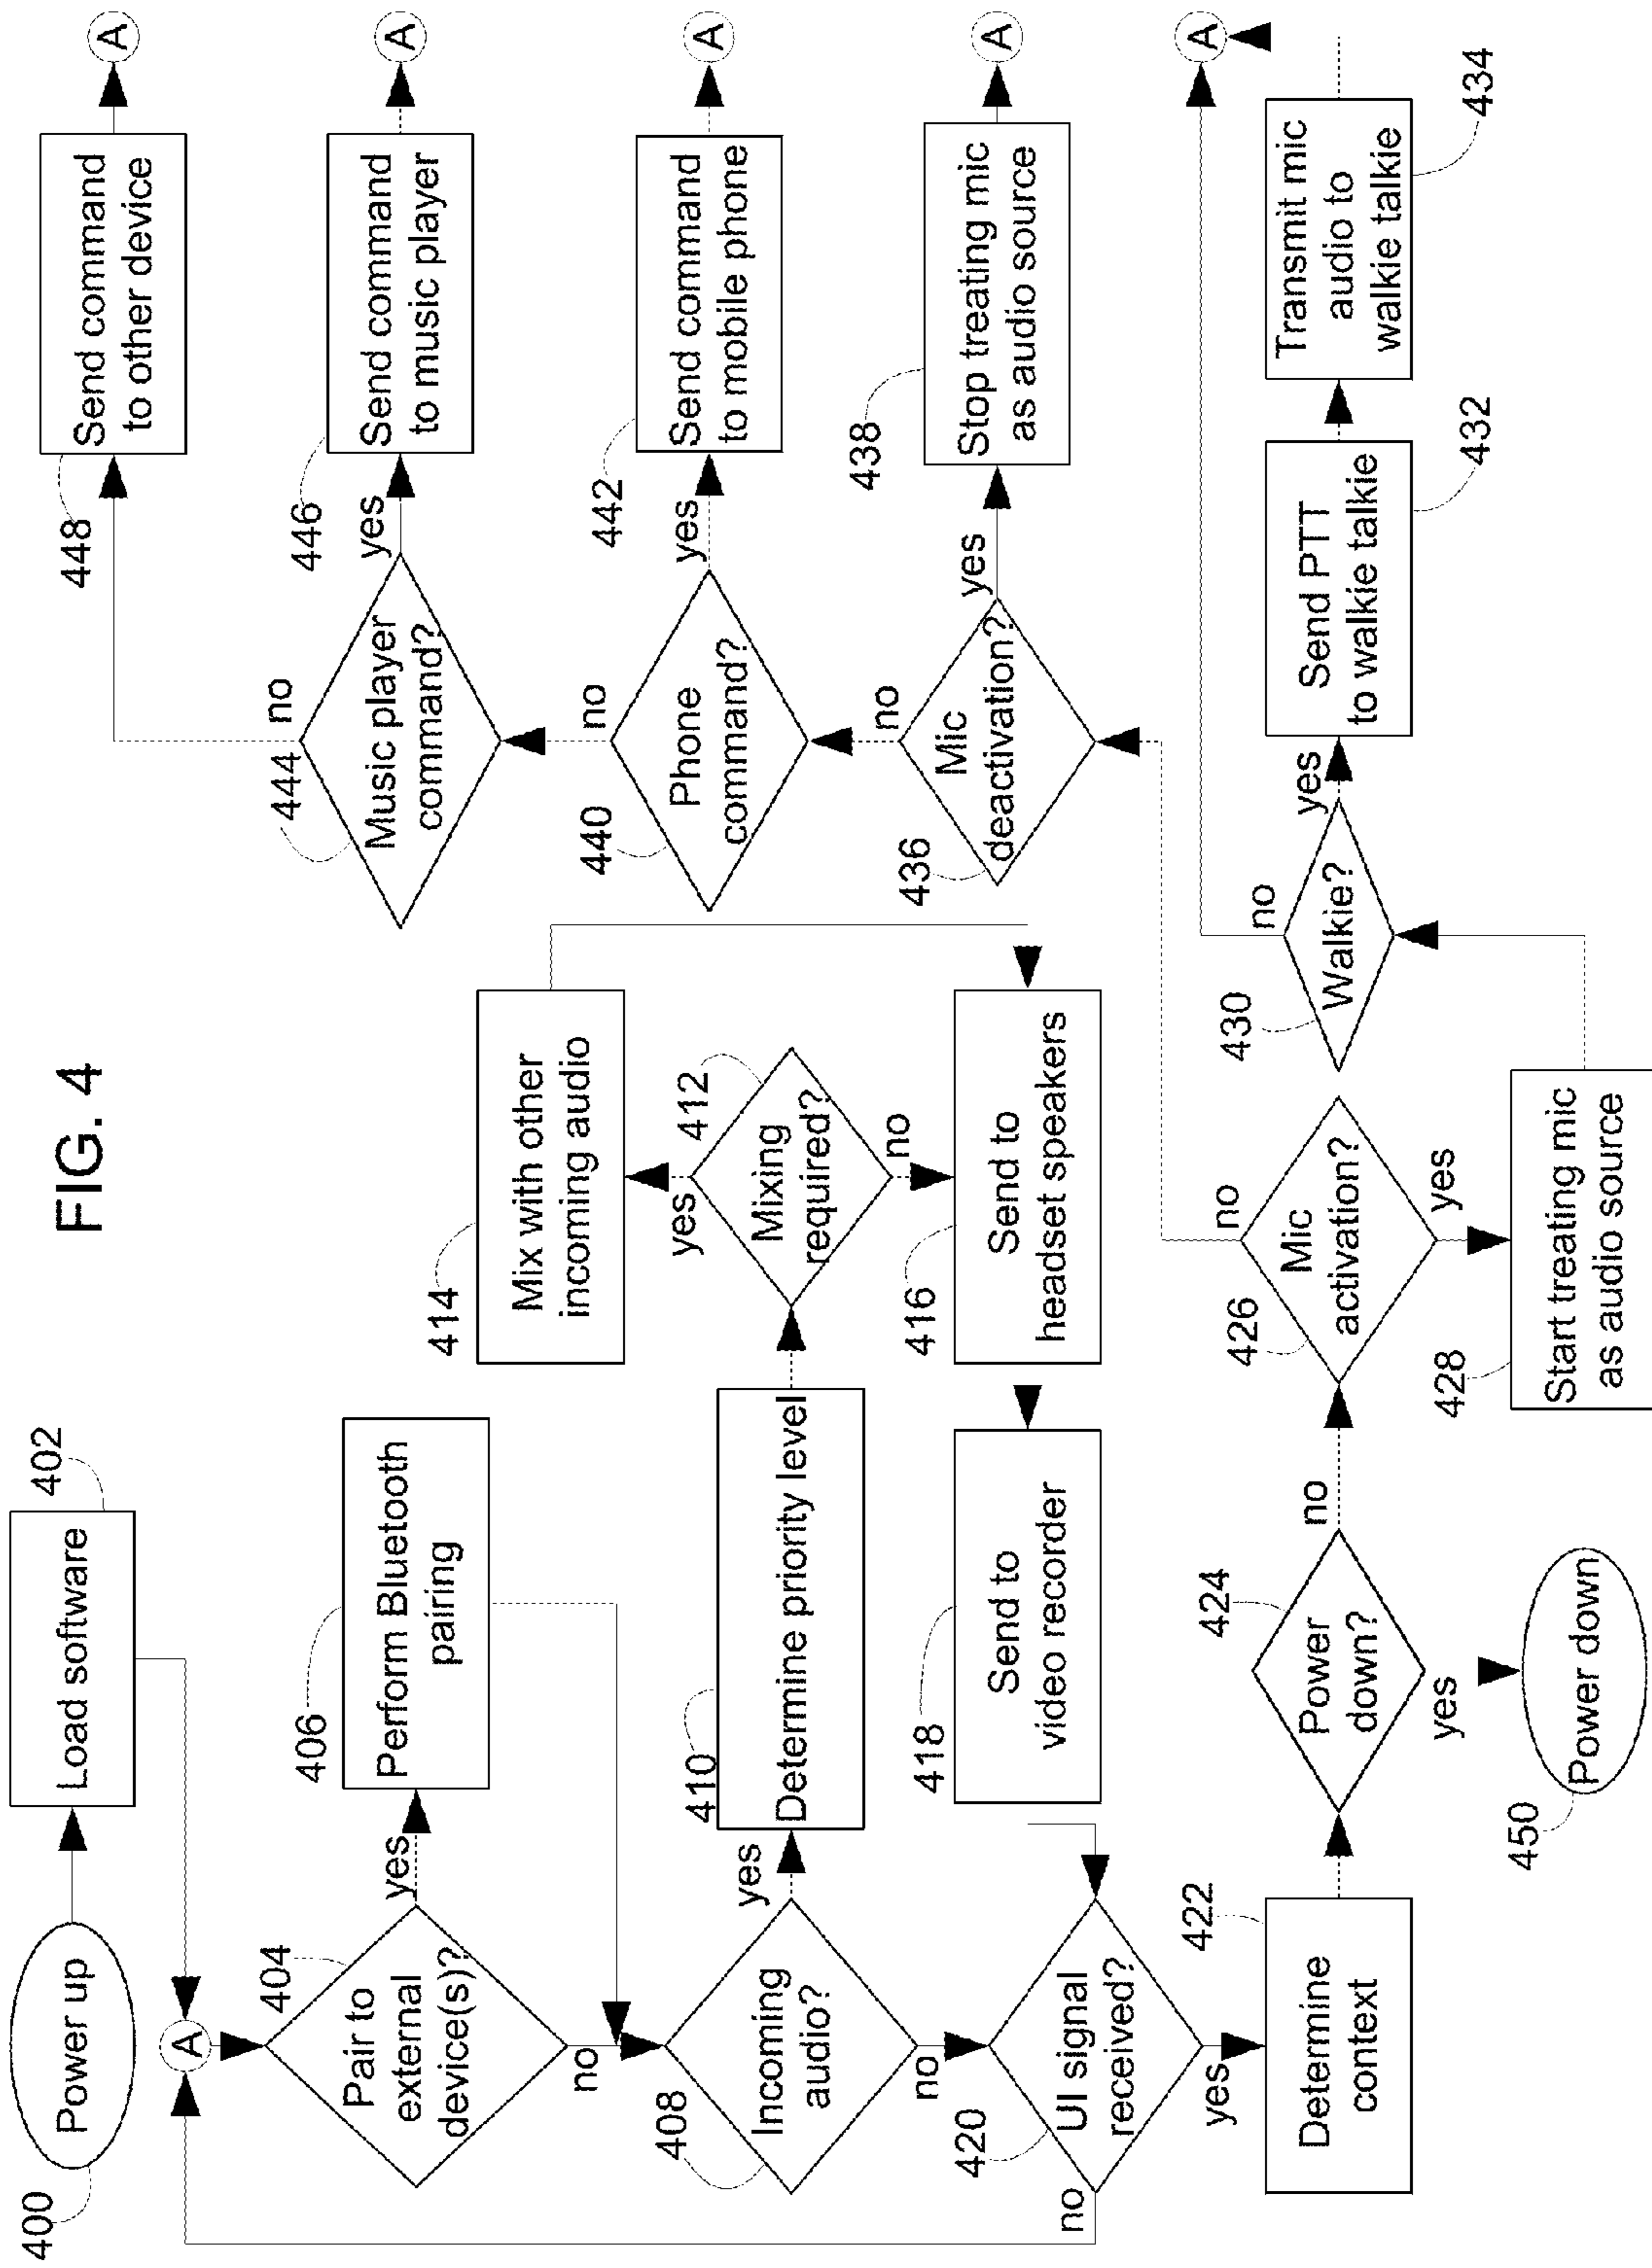 FIG. 4
400
Power up
402
Load software
A
404
Pair to
external
device(s)?
yes
no
406
Perform Bluetooth
pairing
408
Incoming
audio?
yes
no
410
Determine priority level
412
Mixing
required?
yes
no
414
Mix with other
incoming audio
416
Send to
headset speakers
418
Send to
video recorder
420
UI signal
received?
no
yes
422
Determine
context
424
Power
down?
no
yes
450
Power down
426
Mic
activation?
no
yes
428
Start treating mic
as audio source
430
Walkie?
no
yes
432
Send PTT
to walkie talkie
434
Transmit mic
audio to
walkie talkie
A
436
Mic
deactivation?
no
yes
438
Stop treating mic
as audio source
A
440
Phone
command?
no
yes
442
Send command
to mobile phone
A
444
Music player
command?
no
yes
446
Send command
to music player
A
448
Send command
to other device
A